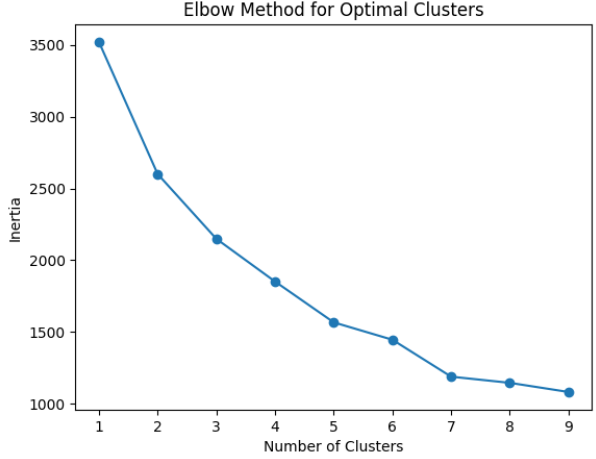 Elbow Method for Optimal Clusters
3500
3000
2500
2000
1500
1000
Inertia
1 2 3 4 5 6 7 8 9
Number of Clusters